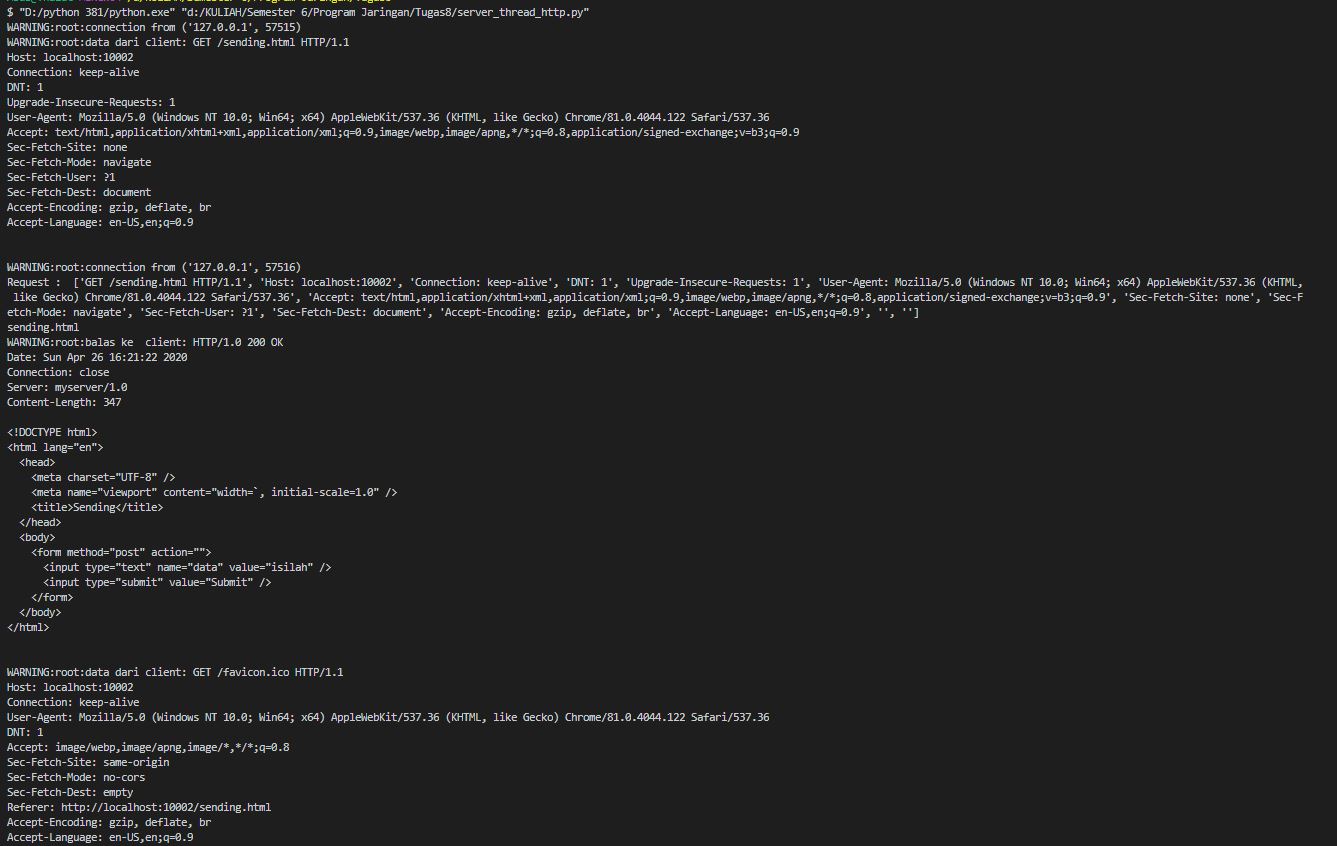 $ "D:/python 381/python.exe" "d:/KULIAH/Semester 6/Program Jaringan/Tugas8/server_thread_http.py"
WARNING:root:connection from ('127.0.0.1', 57515)
WARNING:root:data dari client: GET /sending.html HTTP/1.1
Host: localhost:10002
Connection: keep-alive
DNT: 1
Upgrade-Insecure-Requests: 1
User-Agent: Mozilla/5.0 (Windows NT 10.0; Win64; x64) AppleWebKit/537.36 (KHTML, like Gecko) Chrome/81.0.4044.122 Safari/537.36
Accept: text/html,application/xhtml+xml,application/xml;q=0.9,image/webp,image/apng,*/*;q=0.8,application/signed-exchange;v=b3;q=0.9
Sec-Fetch-Site: none
Sec-Fetch-Mode: navigate
Sec-Fetch-User: ?1
Sec-Fetch-Dest: document
Accept-Encoding: gzip, deflate, br
Accept-Language: en-US,en;q=0.9
WARNING:root:connection from ('127.0.0.1', 57516)
Request :  ['GET /sending.html HTTP/1.1', 'Host: localhost:10002', 'Connection: keep-alive', 'DNT: 1', 'Upgrade-Insecure-Requests: 1', 'User-Agent: Mozilla/5.0 (Windows NT 10.0; Win64; x64) AppleWebKit/537.36 (KHTML,
 like Gecko) Chrome/81.0.4044.122 Safari/537.36', 'Accept: text/html,application/xhtml+xml,application/xml;q=0.9,image/webp,image/apng,*/*;q=0.8,application/signed-exchange;v=b3;q=0.9', 'Sec-Fetch-Site: none', 'Sec-F
etch-Mode: navigate', 'Sec-Fetch-User: ?1', 'Sec-Fetch-Dest: document', 'Accept-Encoding: gzip, deflate, br', 'Accept-Language: en-US,en;q=0.9', '', '']
sending.html
WARNING:root:balas ke  client: HTTP/1.0 200 OK
Date: Sun Apr 26 16:21:22 2020
Connection: close
Server: myserver/1.0
Content-Length: 347
<!DOCTYPE html>
<html lang="en">
  <head>
    <meta charset="UTF-8" />
    <meta name="viewport" content="width=`, initial-scale=1.0" />
    <title>Sending</title>
  </head>
  <body>
    <form method="post" action="">
      <input type="text" name="data" value="isilah" />
      <input type="submit" value="Submit" />
    </form>
  </body>
</html>
WARNING:root:data dari client: GET /favicon.ico HTTP/1.1
Host: localhost:10002
Connection: keep-alive
User-Agent: Mozilla/5.0 (Windows NT 10.0; Win64; x64) AppleWebKit/537.36 (KHTML, like Gecko) Chrome/81.0.4044.122 Safari/537.36
DNT: 1
Accept: image/webp,image/apng,image/*,*/*;q=0.8
Sec-Fetch-Site: same-origin
Sec-Fetch-Mode: no-cors
Sec-Fetch-Dest: empty
Referer: http://localhost:10002/sending.html
Accept-Encoding: gzip, deflate, br
Accept-Language: en-US,en;q=0.9